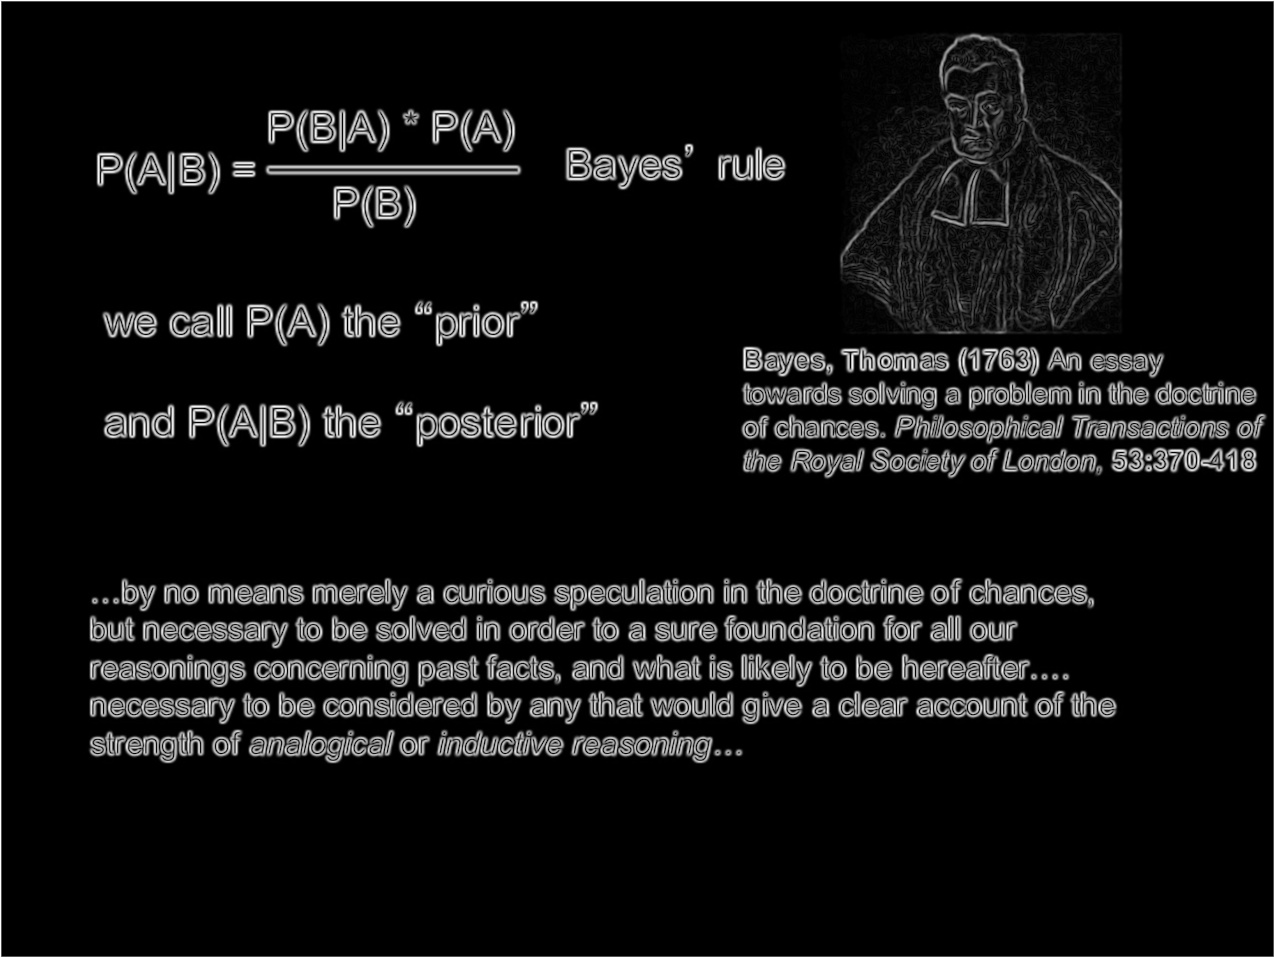 P(B|A) * P(A)
P(A|B) =
P(B)
Bayes’ rule
we call P(A) the “prior”
and P(A|B) the “posterior”
Bayes, Thomas (1763) An essay
towards solving a problem in the doctrine
of chances. Philosophical Transactions of
the Royal Society of London, 53:370-418
…by no means merely a curious speculation in the doctrine of chances,
but necessary to be solved in order to a sure foundation for all our
reasonings concerning past facts, and what is likely to be hereafter….
necessary to be considered by any that would give a clear account of the
strength of analogical or inductive reasoning…